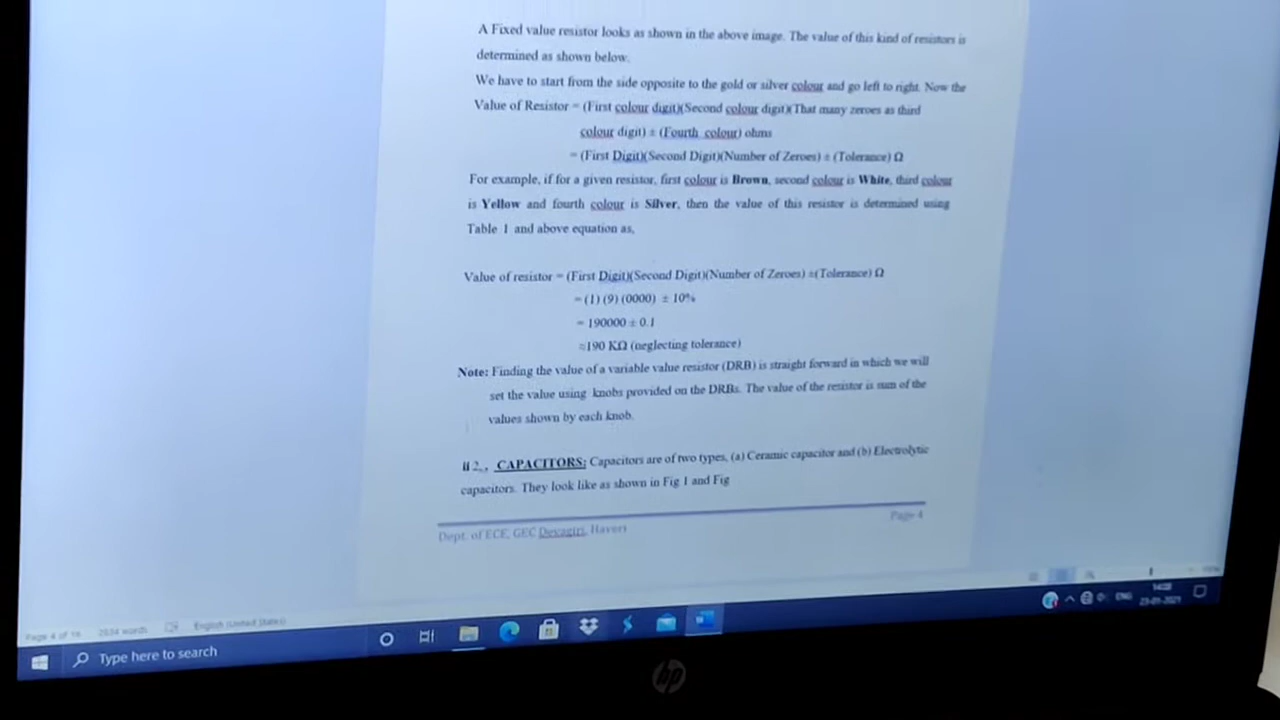 A Fixed value resistor looks as shown in the above image. The value of this kind of resistors is
determined as shown below.
We have to start from the side opposite to the gold or silver colour and go left to right. Now the
Value of Resistor = (First colour digit)(Second colour digit)(That many zeroes as third
colour digit) ± (Fourth colour) ohms
= (First Digit)(Second Digit)(Number of Zeroes) ± (Tolerance) Ω
For example, if for a given resistor, first colour is Brown, second colour is White, third colour
is Yellow and fourth colour is Silver, then the value of this resistor is determined using
Table 1 and above equation as,
Value of resistor = (First Digit)(Second Digit)(Number of Zeroes) ±(Tolerance) Ω
= (1) (9) (0000) ± 10%
= 190000 ± 0.1
≈190 KΩ (neglecting tolerance)
Note: Finding the value of a variable value resistor (DRB) is straight forward in which we will
set the value using knobs provided on the DRBs. The value of the resistor is sum of the
values shown by each knob.
CAPACITORS: Capacitors are of two types, (a) Ceramic capacitor and (b) Electrolytic
capacitors. They look like as shown in Fig 1 and Fig
Dept. of ECE, GEC Devagiri, Haveri
Page 4
Page 4 of 16 2034 words English (United States)
Type here to search
ENG
14:08
23-01-2021
hp